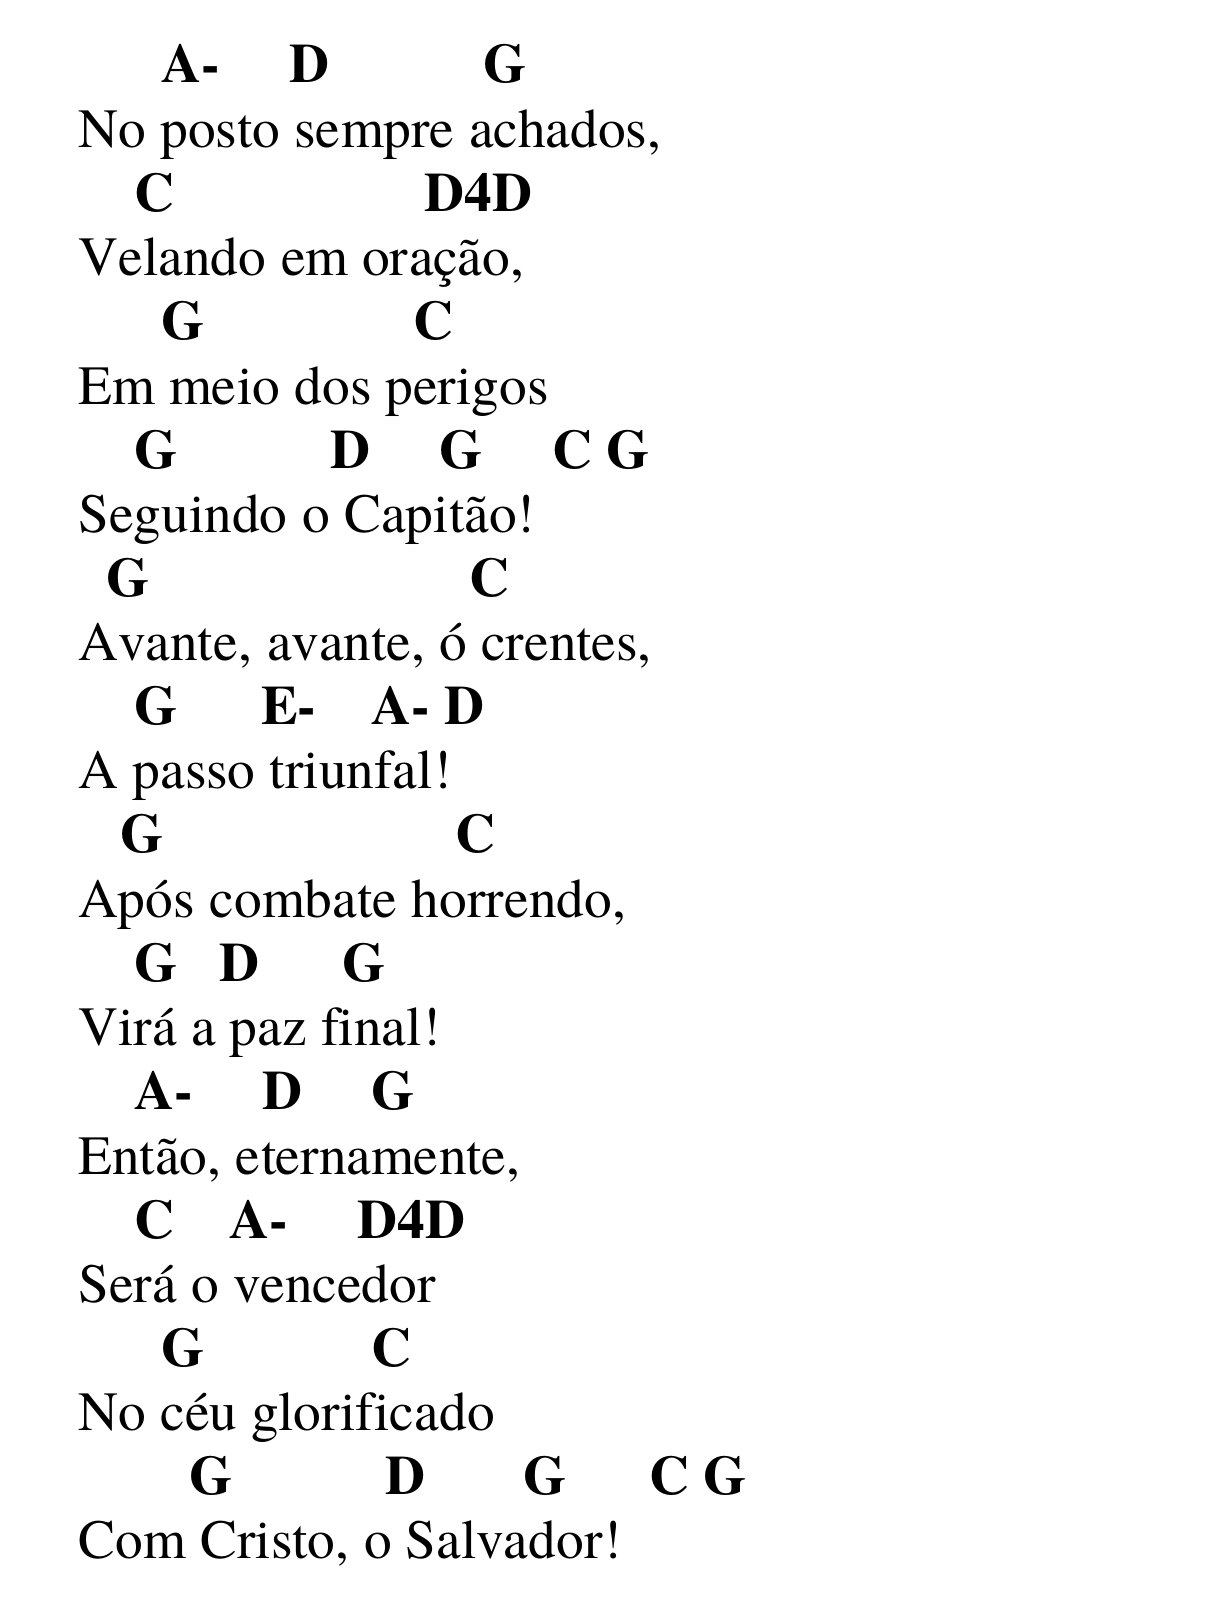 A- D G
No posto sempre achados,
C D4D
Velando em oração,
G C
Em meio dos perigos
G D G C G
Seguindo o Capitão!
G C
Avante, avante, ó crentes,
G E- A- D
A passo triunfal!
G C
Após combate horrendo,
G D G
Virá a paz final!
A- D G
Então, eternamente,
C A- D4D
Será o vencedor
G C
No céu glorificado
G D G C G
Com Cristo, o Salvador!